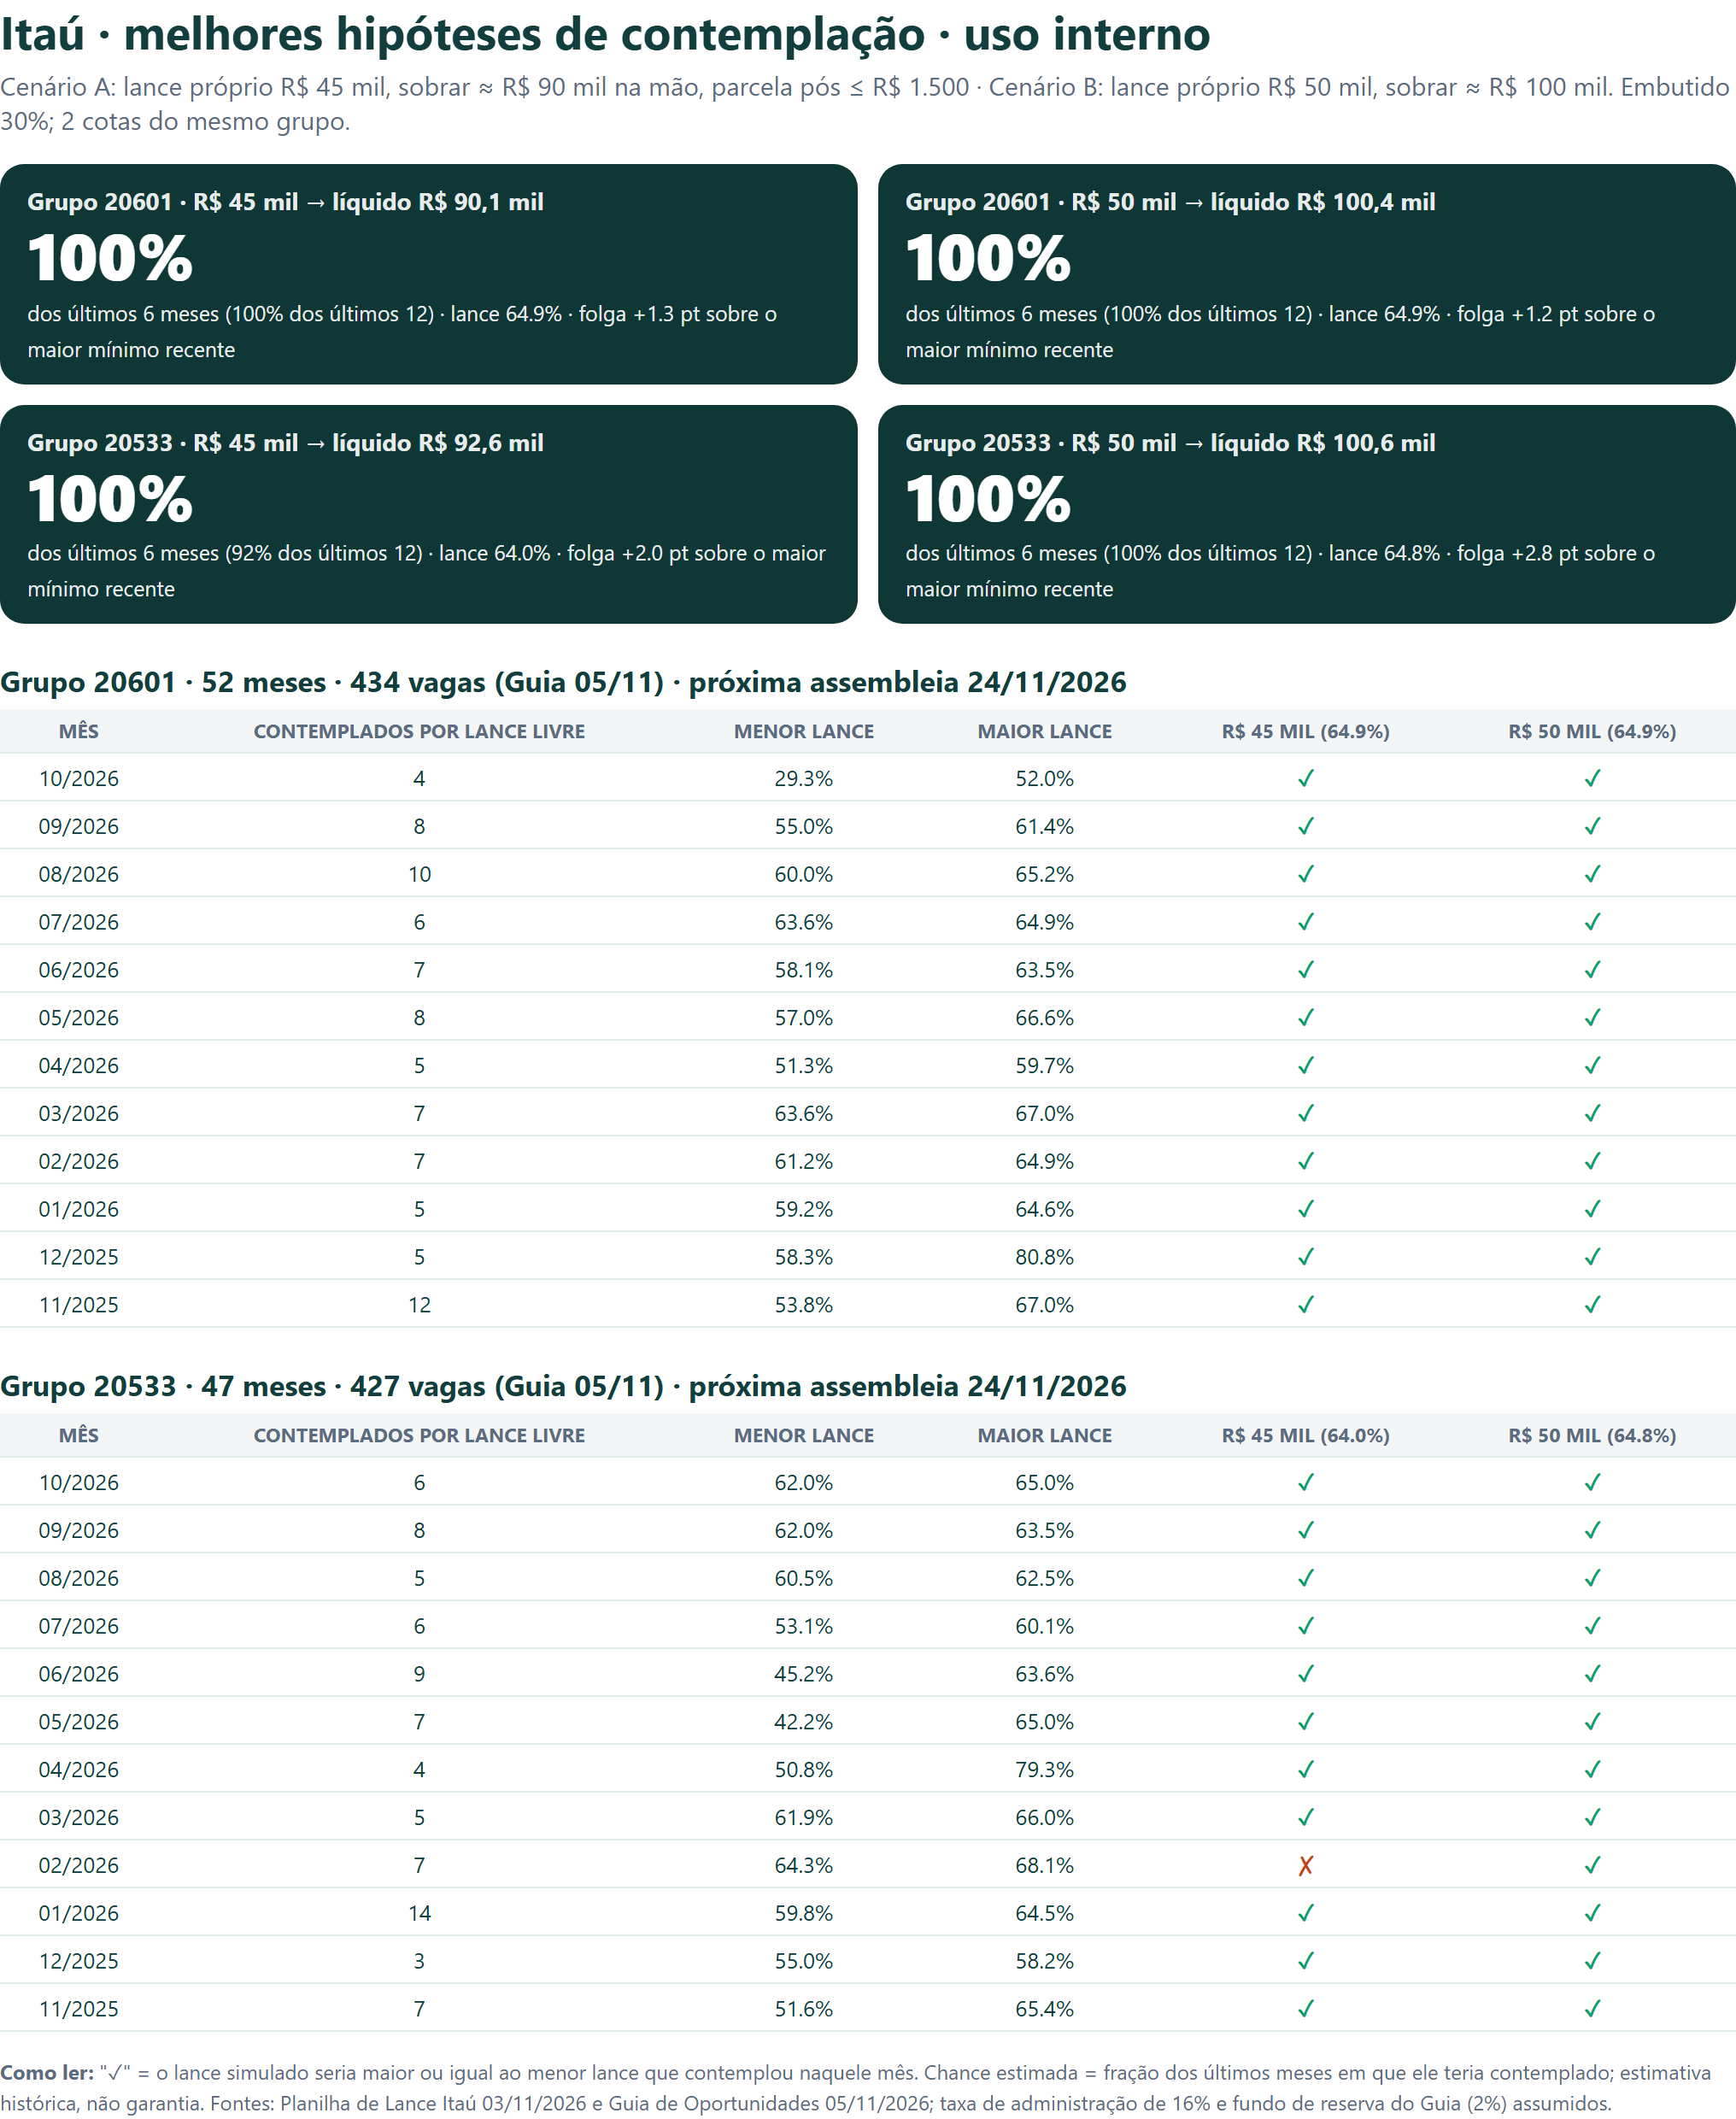 Itaú · melhores hipóteses de contemplação · uso interno
Cenário A: lance próprio R$ 45 mil, sobrar ≈ R$ 90 mil na mão, parcela pós ≤ R$ 1.500 · Cenário B: lance próprio R$ 50 mil, sobrar ≈ R$ 100 mil. Embutido
30%; 2 cotas do mesmo grupo.
Grupo 20601 · R$ 45 mil → líquido R$ 90,1 mil
100%
dos últimos 6 meses (100% dos últimos 12) · lance 64.9% · folga +1.3 pt sobre o
maior mínimo recente
Grupo 20601 · R$ 50 mil → líquido R$ 100,4 mil
100%
dos últimos 6 meses (100% dos últimos 12) · lance 64.9% · folga +1.2 pt sobre o
maior mínimo recente
Grupo 20533 · R$ 45 mil → líquido R$ 92,6 mil
100%
dos últimos 6 meses (92% dos últimos 12) · lance 64.0% · folga +2.0 pt sobre o maior
mínimo recente
Grupo 20533 · R$ 50 mil → líquido R$ 100,6 mil
100%
dos últimos 6 meses (100% dos últimos 12) · lance 64.8% · folga +2.8 pt sobre o
maior mínimo recente
Grupo 20601 · 52 meses · 434 vagas (Guia 05/11) · próxima assembleia 24/11/2026
MÊS CONTEMPLADOS POR LANCE LIVRE MENOR LANCE MAIOR LANCE R$ 45 MIL (64.9%) R$ 50 MIL (64.9%)
10/2026 4 29.3% 52.0% ✓ ✓
09/2026 8 55.0% 61.4% ✓ ✓
08/2026 10 60.0% 65.2% ✓ ✓
07/2026 6 63.6% 64.9% ✓ ✓
06/2026 7 58.1% 63.5% ✓ ✓
05/2026 8 57.0% 66.6% ✓ ✓
04/2026 5 51.3% 59.7% ✓ ✓
03/2026 7 63.6% 67.0% ✓ ✓
02/2026 7 61.2% 64.9% ✓ ✓
01/2026 5 59.2% 64.6% ✓ ✓
12/2025 5 58.3% 80.8% ✓ ✓
11/2025 12 53.8% 67.0% ✓ ✓
Grupo 20533 · 47 meses · 427 vagas (Guia 05/11) · próxima assembleia 24/11/2026
MÊS CONTEMPLADOS POR LANCE LIVRE MENOR LANCE MAIOR LANCE R$ 45 MIL (64.0%) R$ 50 MIL (64.8%)
10/2026 6 62.0% 65.0% ✓ ✓
09/2026 8 62.0% 63.5% ✓ ✓
08/2026 5 60.5% 62.5% ✓ ✓
07/2026 6 53.1% 60.1% ✓ ✓
06/2026 9 45.2% 63.6% ✓ ✓
05/2026 7 42.2% 65.0% ✓ ✓
04/2026 4 50.8% 79.3% ✓ ✓
03/2026 5 61.9% 66.0% ✓ ✓
02/2026 7 64.3% 68.1% ✗ ✓
01/2026 14 59.8% 64.5% ✓ ✓
12/2025 3 55.0% 58.2% ✓ ✓
11/2025 7 51.6% 65.4% ✓ ✓
Como ler: "✓" = o lance simulado seria maior ou igual ao menor lance que contemplou naquele mês. Chance estimada = fração dos últimos meses em que ele teria contemplado; estimativa
histórica, não garantia. Fontes: Planilha de Lance Itaú 03/11/2026 e Guia de Oportunidades 05/11/2026; taxa de administração de 16% e fundo de reserva do Guia (2%) assumidos.